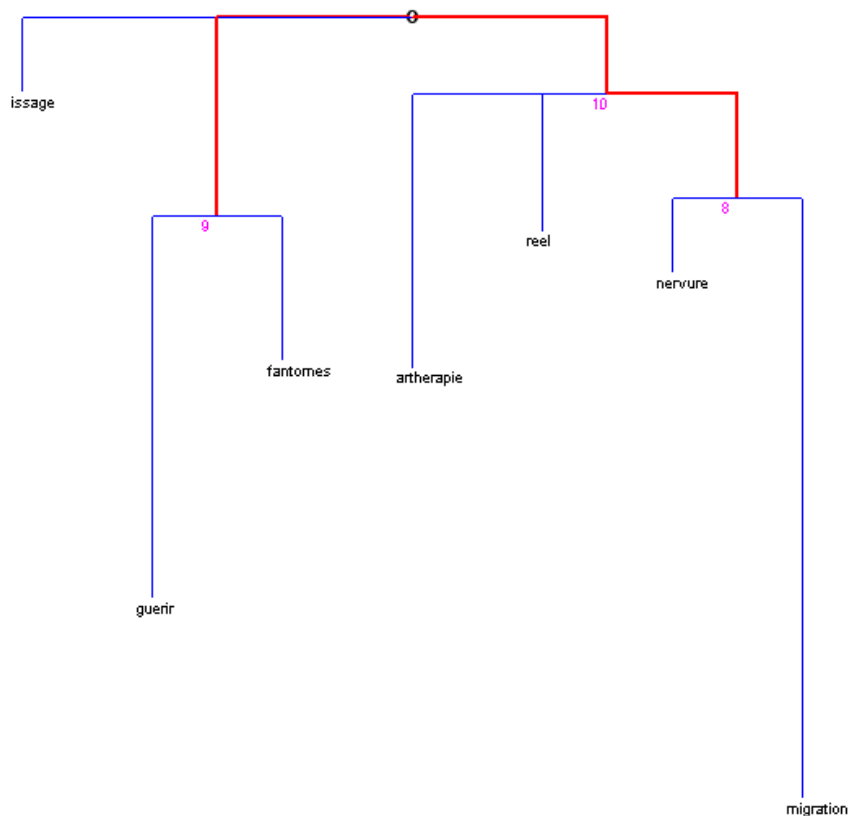 0
issage
10
9
8
reel
nervure
fantomes
artherapie
guerir
migration